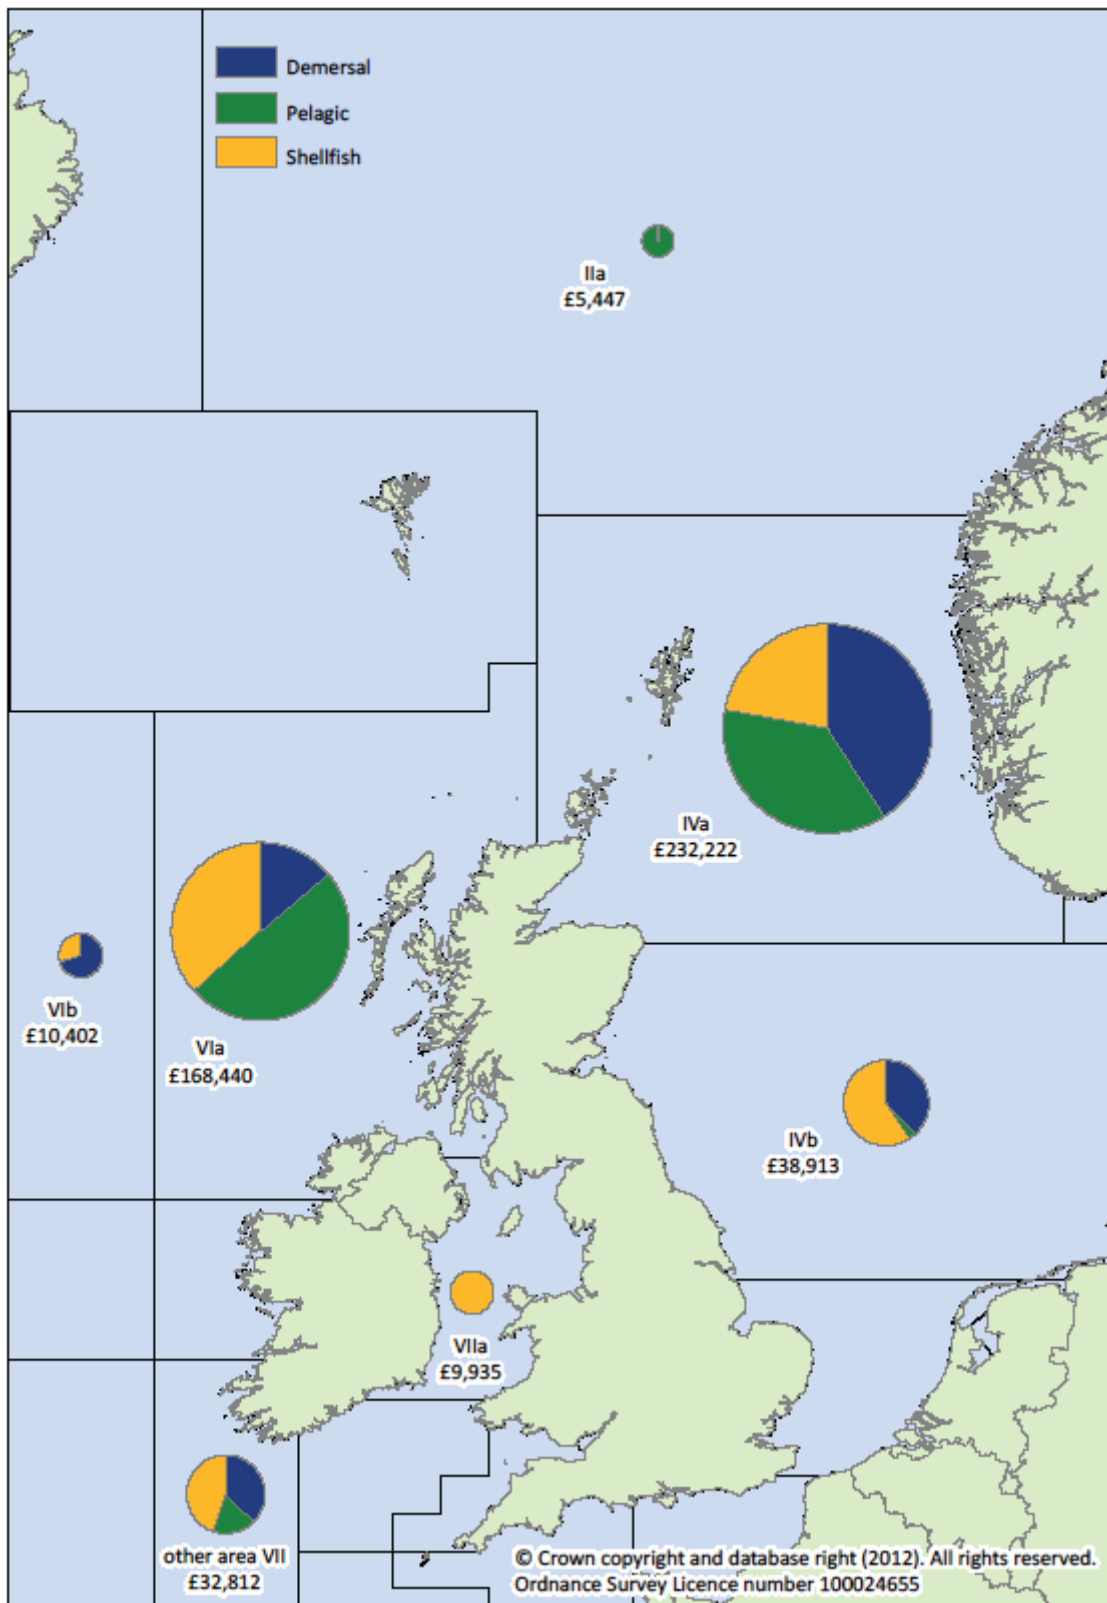 Demersal
Pelagic
Shellfish
IIa
£5,447
IVa
£232,222
VIb
£10,402
VIa
£168,440
IVb
£38,913
VIIa
£9,935
other area VII
£32,812
© Crown copyright and database right (2012). All rights reserved.
Ordnance Survey Licence number 100024655